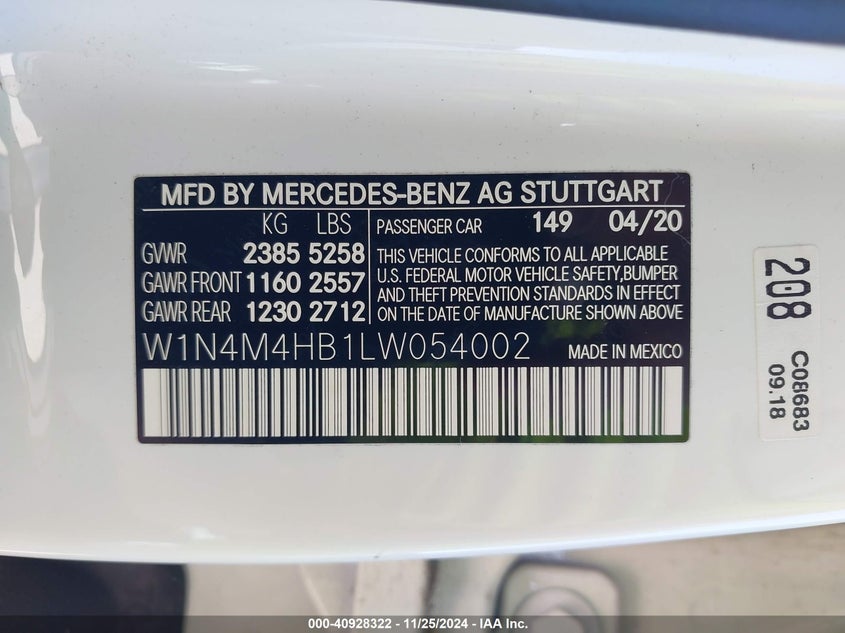 MFD BY MERCEDES-BENZ AG STUTTGART
KG LBS
GVWR 2385 5258
GAWR FRONT 1160 2557
GAWR REAR 1230 2712
PASSENGER CAR 149 04/20
THIS VEHICLE CONFORMS TO ALL APPLICABLE
U.S. FEDERAL MOTOR VEHICLE SAFETY,BUMPER
AND THEFT PREVENTION STANDARDS IN EFFECT
ON THE DATE OF MANUFACTURE SHOWN ABOVE
W1N4M4HB1LW054002 MADE IN MEXICO
208
C08683
09.18
000-40928322 - 11/25/2024 - IAA Inc.